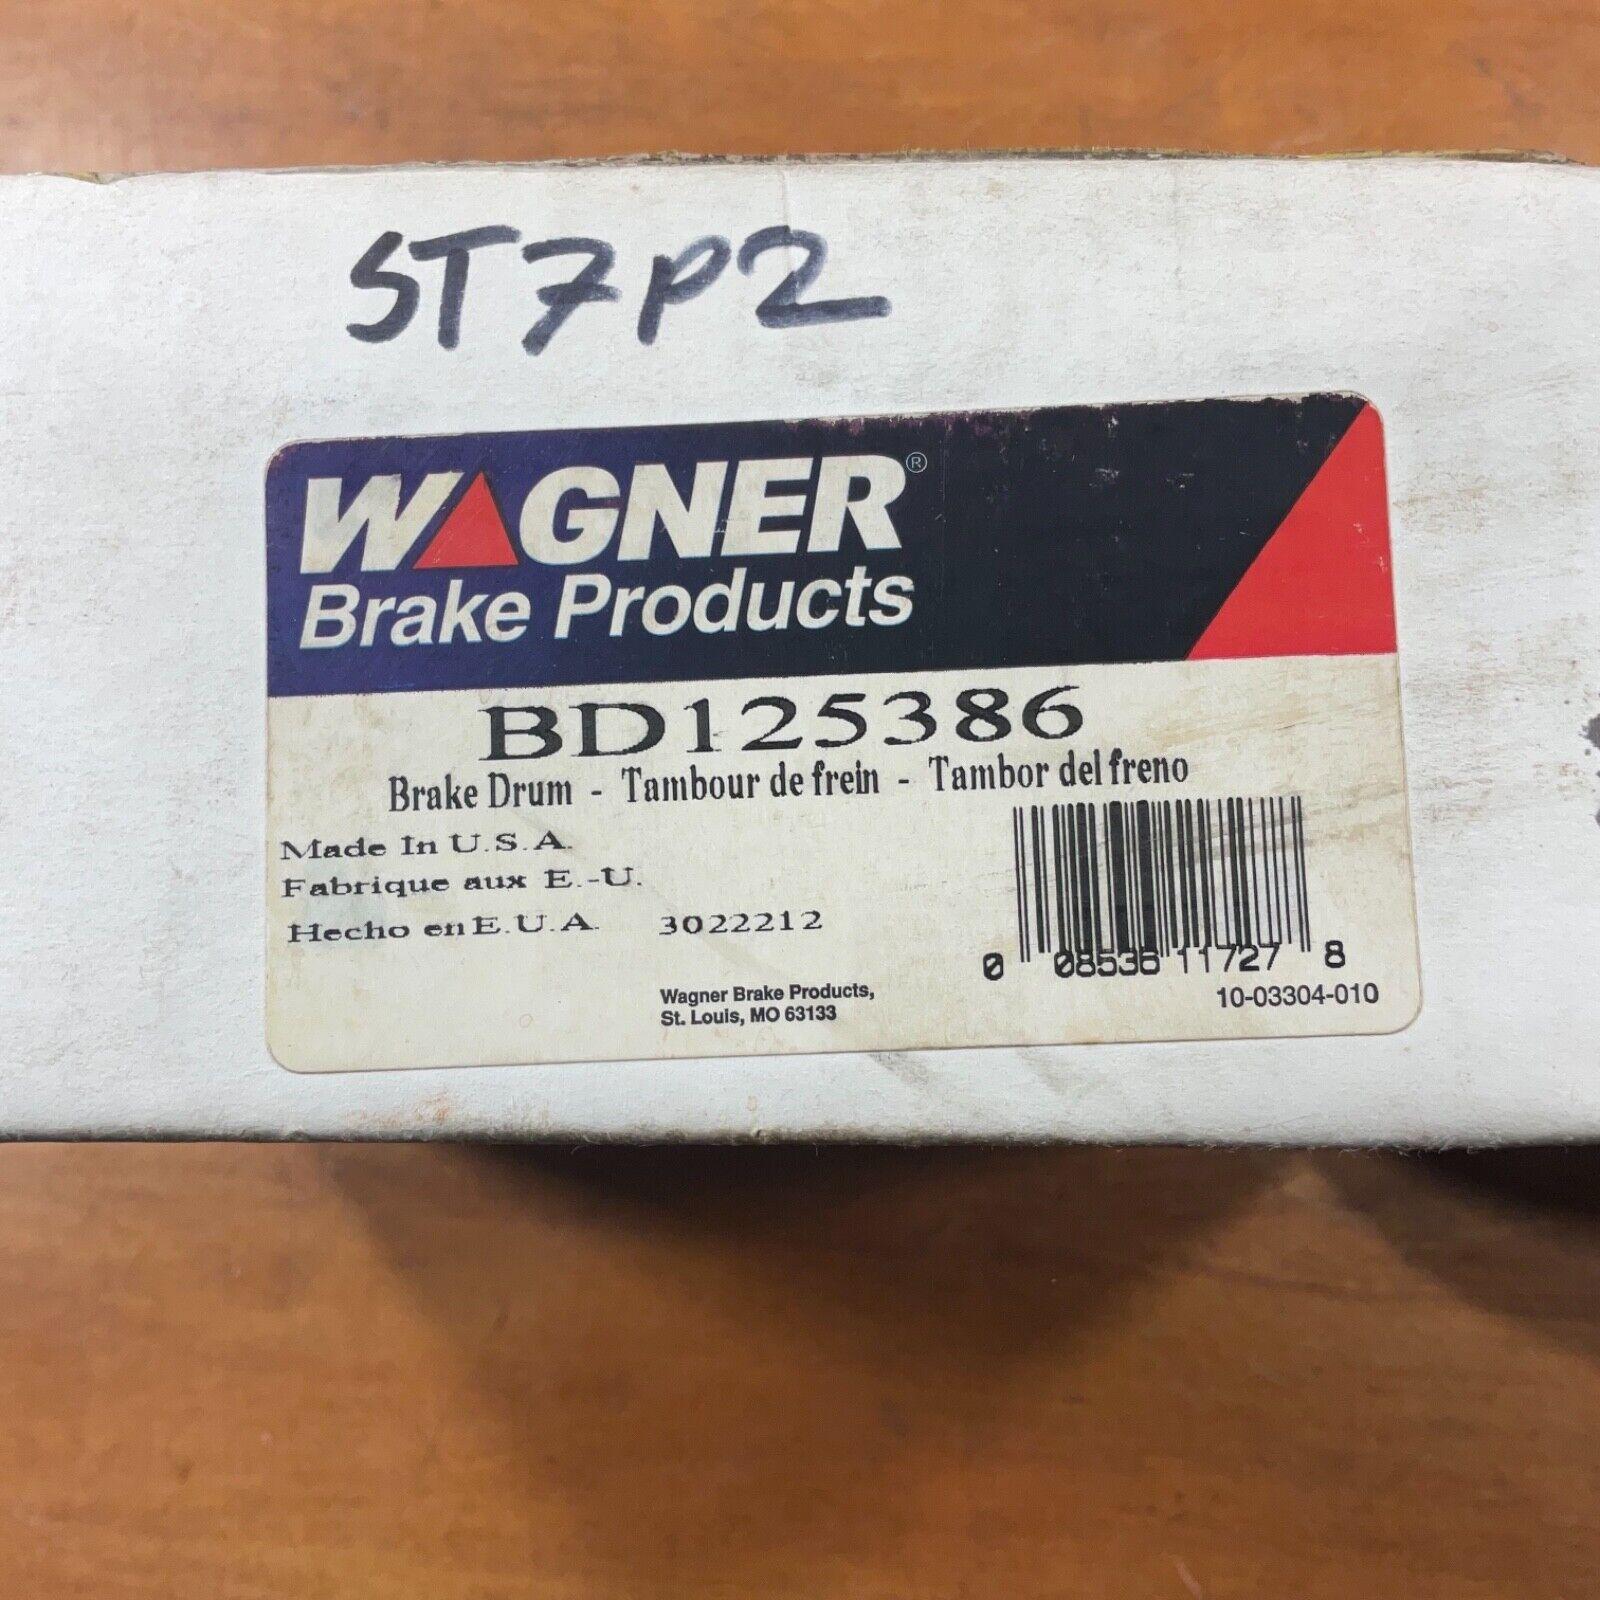 ST7P2
WAGNER®
Brake Products
BD125386
Brake Drum - Tambour de frein - Tambor del freno
Made In U.S.A.
Fabrique aux E.-U.
Hecho en E.U.A. 3022212
0 08536 11727 8
Wagner Brake Products,
St. Louis, MO 63133
10-03304-010